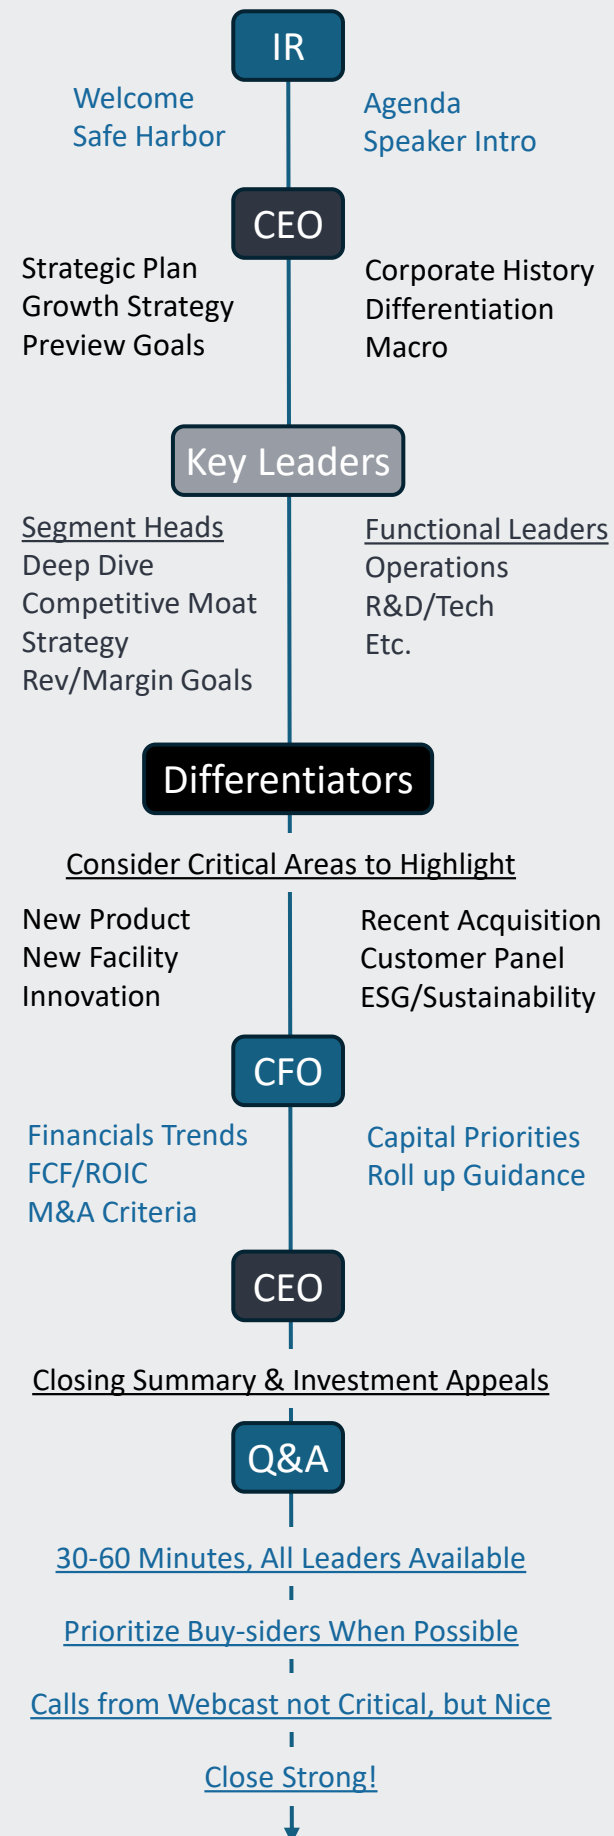 IR
Welcome
Safe Harbor
Agenda
Speaker Intro
CEO
Strategic Plan
Growth Strategy
Preview Goals
Corporate History
Differentiation
Macro
Key Leaders
Segment Heads
Deep Dive
Competitive Moat
Strategy
Rev/Margin Goals
Functional Leaders
Operations
R&D/Tech
Etc.
Differentiators
Consider Critical Areas to Highlight
New Product
New Facility
Innovation
Recent Acquisition
Customer Panel
ESG/Sustainability
CFO
Financials Trends
FCF/ROIC
M&A Criteria
Capital Priorities
Roll up Guidance
CEO
Closing Summary & Investment Appeals
Q&A
30-60 Minutes, All Leaders Available
Prioritize Buy-siders When Possible
Calls from Webcast not Critical, but Nice
Close Strong!